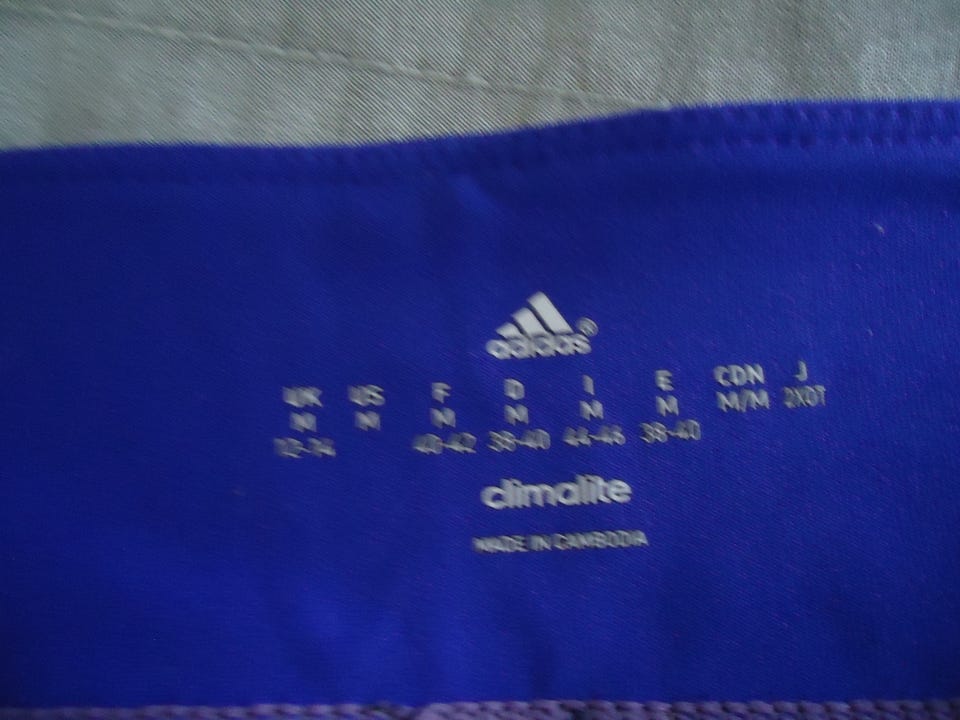 adidas®
UK US F D I E CDN J
M M M M M M M/M 2XOT
12-14 40-42 38-40 44-46 38-40
climalite
MADE IN CAMBODIA